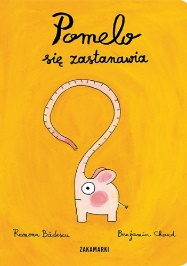 Pomelo
się zastanawia
Ramona Bădescu
Benjamin Chaud
ZAKAMARKI